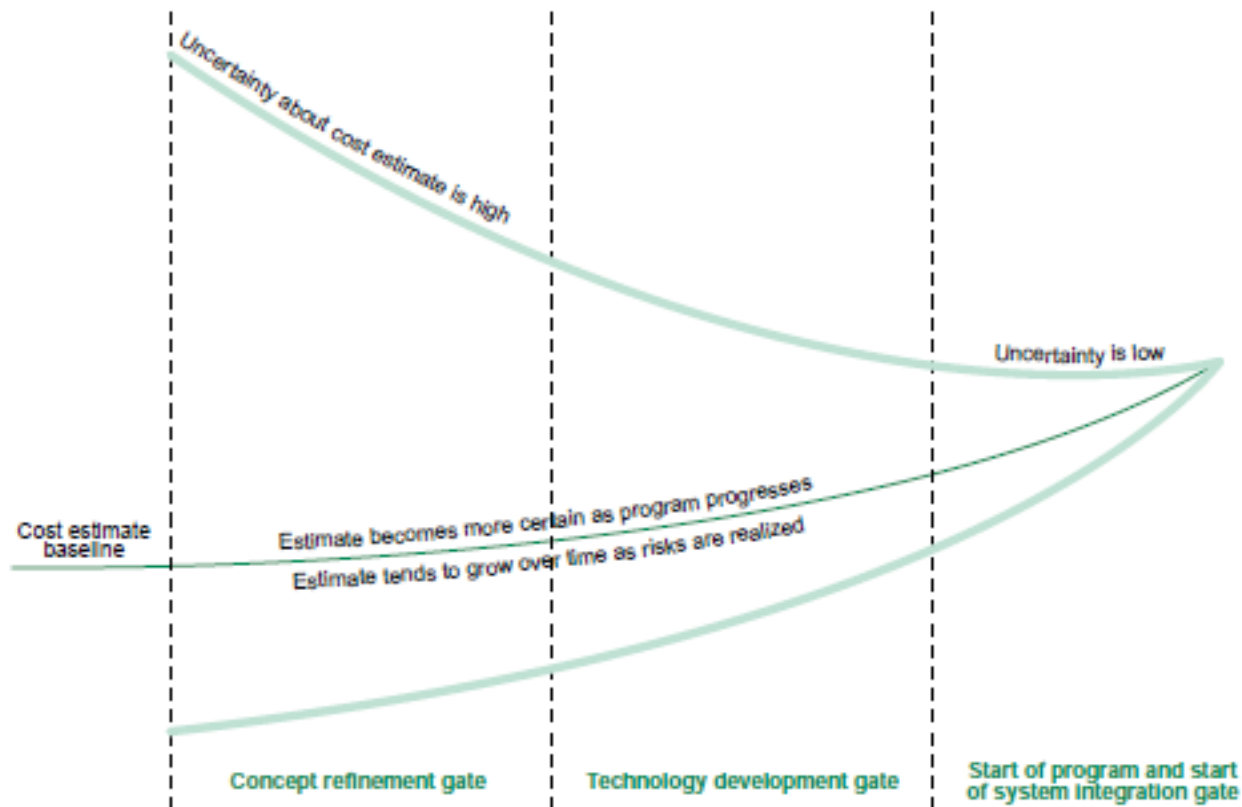 Uncertainty about cost estimate is high
Uncertainty is low
Estimate becomes more certain as program progresses
Cost estimate
baseline
Estimate tends to grow over time as risks are realized
Concept refinement gate
Technology development gate
Start of program and start
of system integration gate